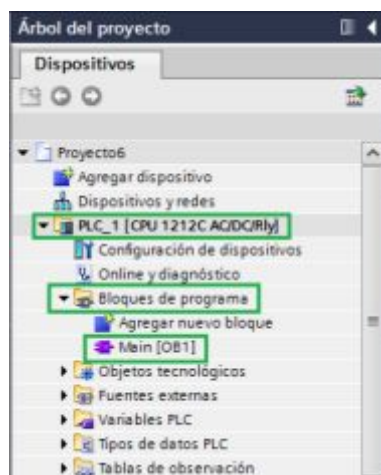 Árbol del proyecto
Dispositivos
Proyecto6
Agregar dispositivo
Dispositivos y redes
PLC_1 [CPU 1212C AC/DC/Rly]
Configuración de dispositivos
Online y diagnóstico
Bloques de programa
Agregar nuevo bloque
Main [OB1]
Objetos tecnológicos
Fuentes externas
Variables PLC
Tipos de datos PLC
Tablas de observación